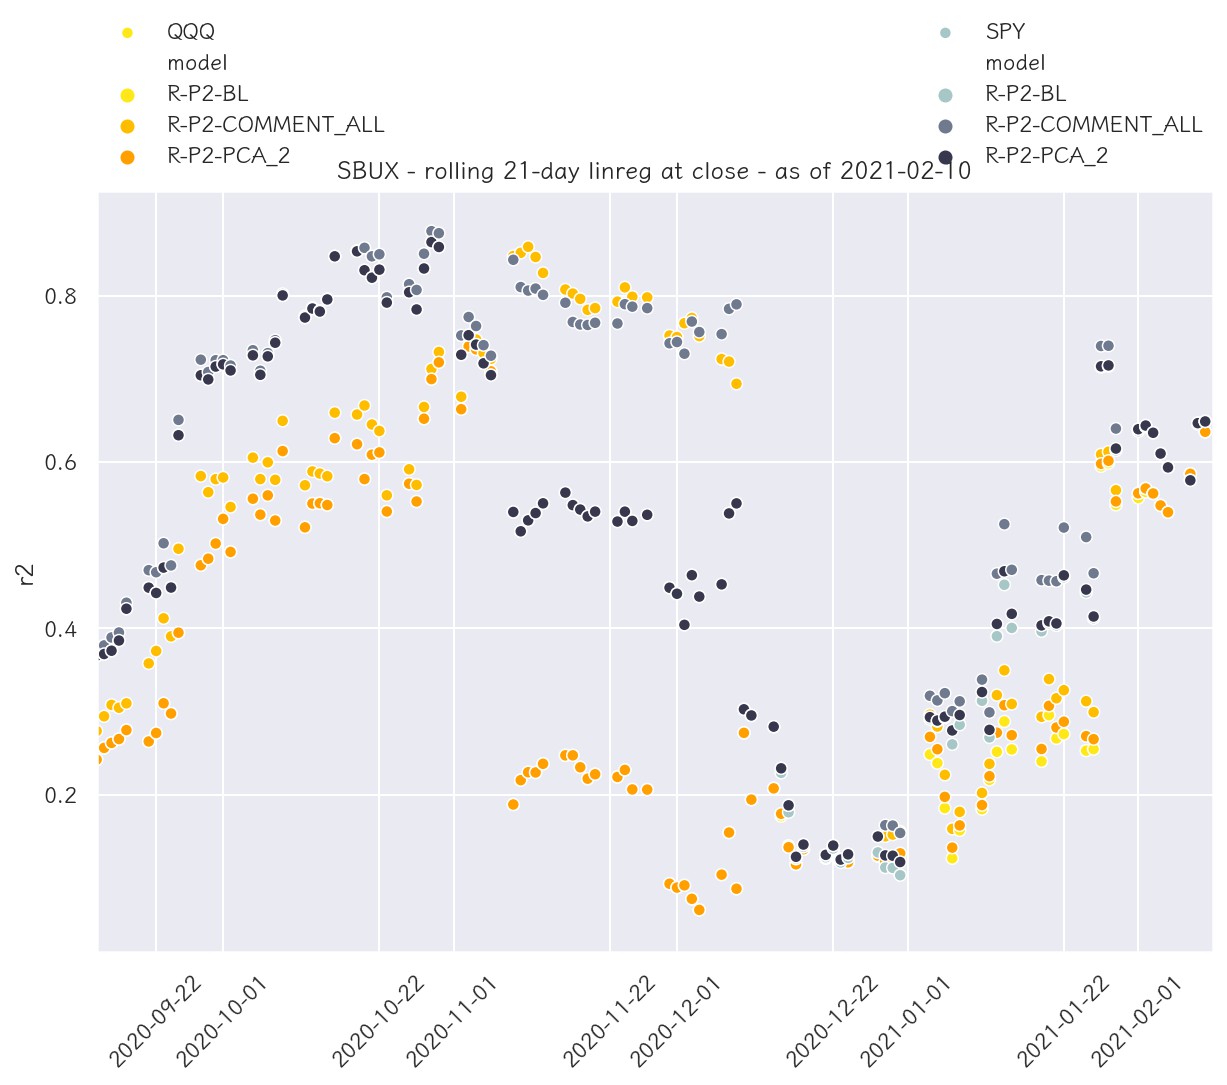 QQQ
model
R-P2-BL
R-P2-COMMENT_ALL
R-P2-PCA_2
SPY
model
R-P2-BL
R-P2-COMMENT_ALL
R-P2-PCA_2
SBUX - rolling 21-day linreg at close - as of 2021-02-10
r2
0.8
0.6
0.4
0.2
2020-09-22
2020-10-01
2020-10-22
2020-11-01
2020-11-22
2020-12-01
2020-12-22
2021-01-01
2021-01-22
2021-02-01